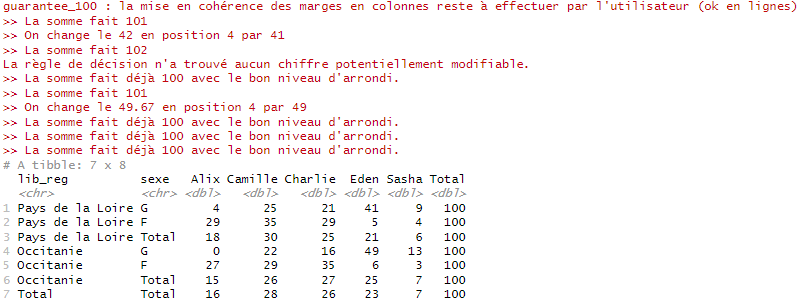 guarantee_100 : la mise en cohérence des marges en colonnes reste à effectuer par l'utilisateur (ok en lignes)
>> La somme fait 101
>> On change le 42 en position 4 par 41
>> La somme fait 102
La règle de décision n'a trouvé aucun chiffre potentiellement modifiable.
>> La somme fait déjà 100 avec le bon niveau d'arrondi.
>> La somme fait 101
>> On change le 49.67 en position 4 par 49
>> La somme fait déjà 100 avec le bon niveau d'arrondi.
>> La somme fait déjà 100 avec le bon niveau d'arrondi.
>> La somme fait déjà 100 avec le bon niveau d'arrondi.
# A tibble: 7 x 8
lib_reg sexe Alix Camille Charlie Eden Sasha Total
<chr> <chr> <dbl> <dbl> <dbl> <dbl> <dbl> <dbl>
1 Pays de la Loire G 4 25 21 41 9 100
2 Pays de la Loire F 29 35 29 5 4 100
3 Pays de la Loire Total 18 30 25 21 6 100
4 Occitanie G 0 22 16 49 13 100
5 Occitanie F 27 29 35 6 3 100
6 Occitanie Total 15 26 27 25 7 100
7 Total Total 16 28 26 23 7 100